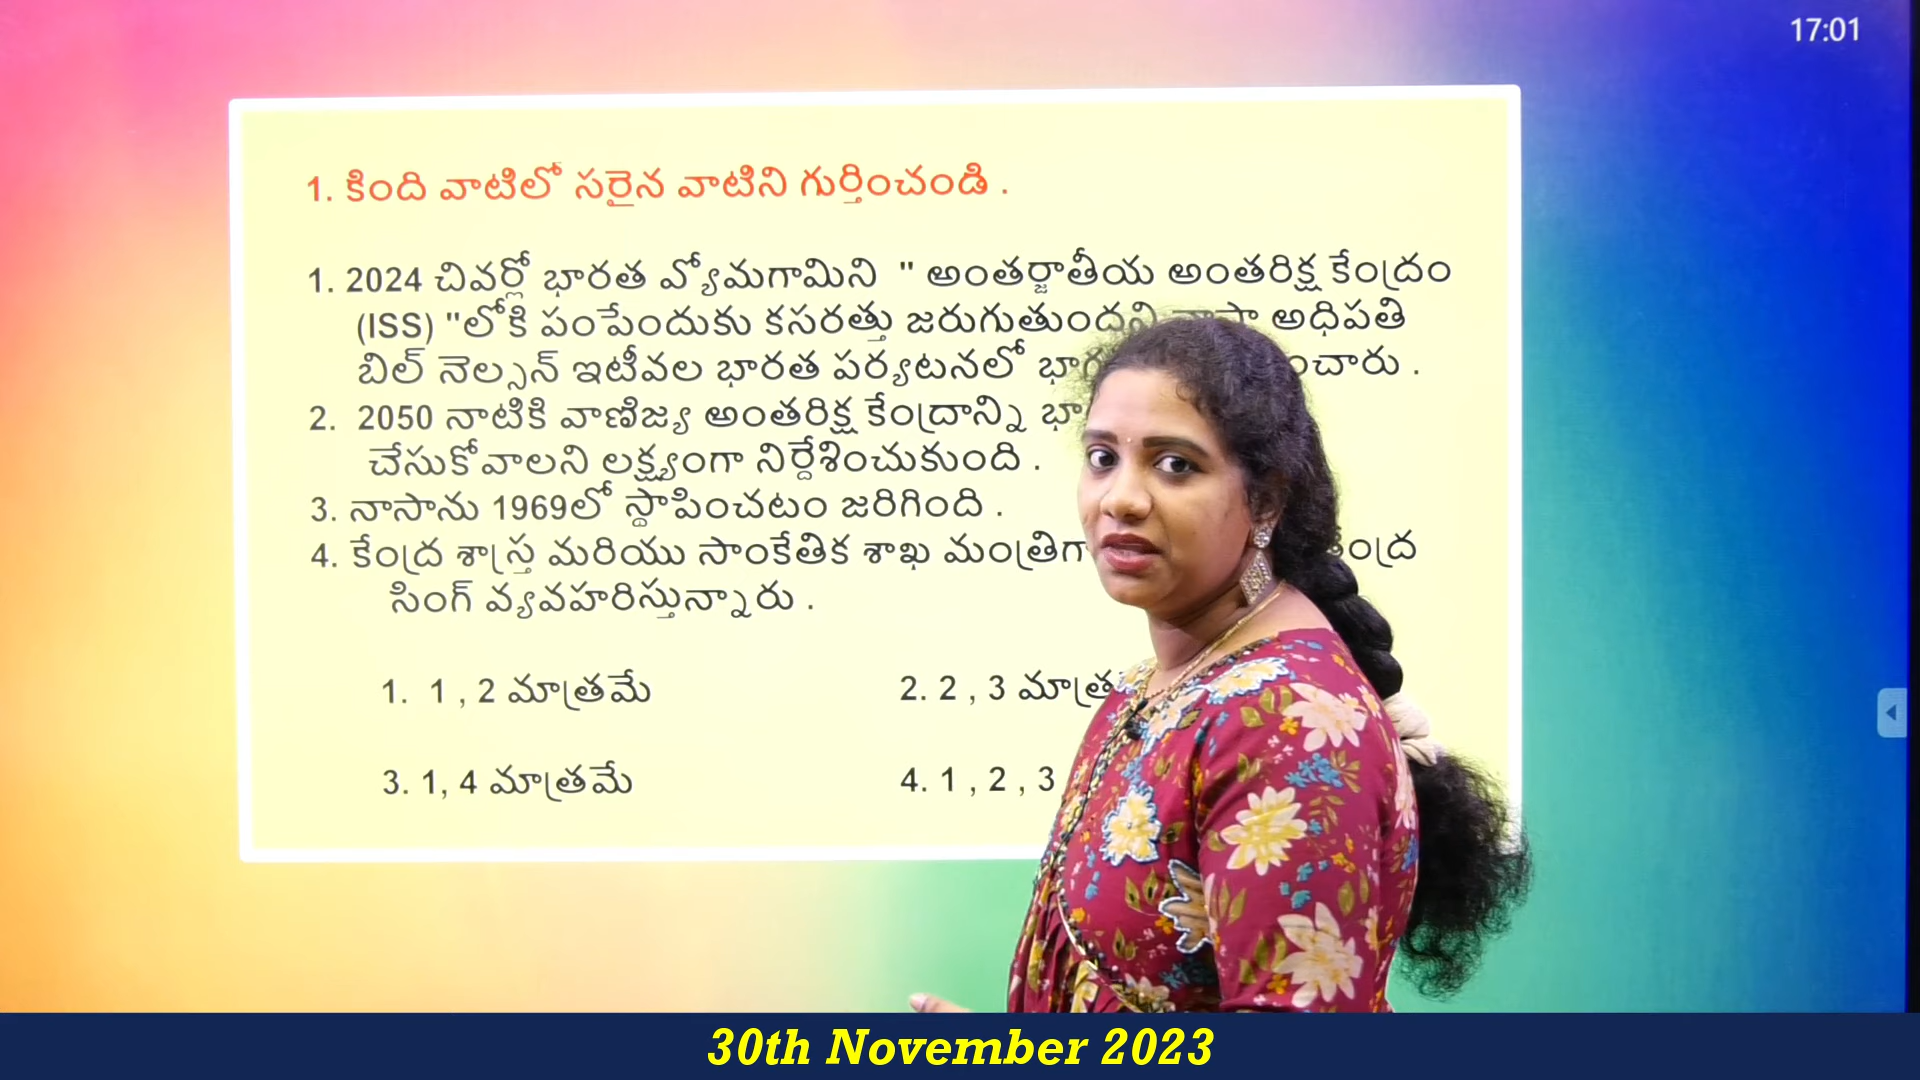 17:01
1. కింది వాటిలో సరైన వాటిని గుర్తించండి .
1. 2024 చివర్లో భారత వ్యోమగామిని " అంతర్జాతీయ అంతరిక్ష కేంద్రం
(ISS) "లోకి పంపేందుకు కసరత్తు జరుగుతుందని నాసా అధిపతి
బిల్ నెల్సన్ ఇటీవల భారత పర్యటనలో
2. 2050 నాటికి వాణిజ్య అంతరిక్ష కేంద్రాన్ని
చేసుకోవాలని లక్ష్యంగా నిర్దేశించుకుంది .
3. నాసాను 1969లో స్థాపించటం జరిగింది .
4. కేంద్ర శాస్త్ర మరియు సాంకేతిక శాఖ మంత్రిగా
సింగ్ వ్యవహరిస్తున్నారు .
1. 1 , 2 మాత్రమే
2. 2 , 3
3. 1, 4 మాత్రమే
4. 1 , 2 , 3
30th November 2023